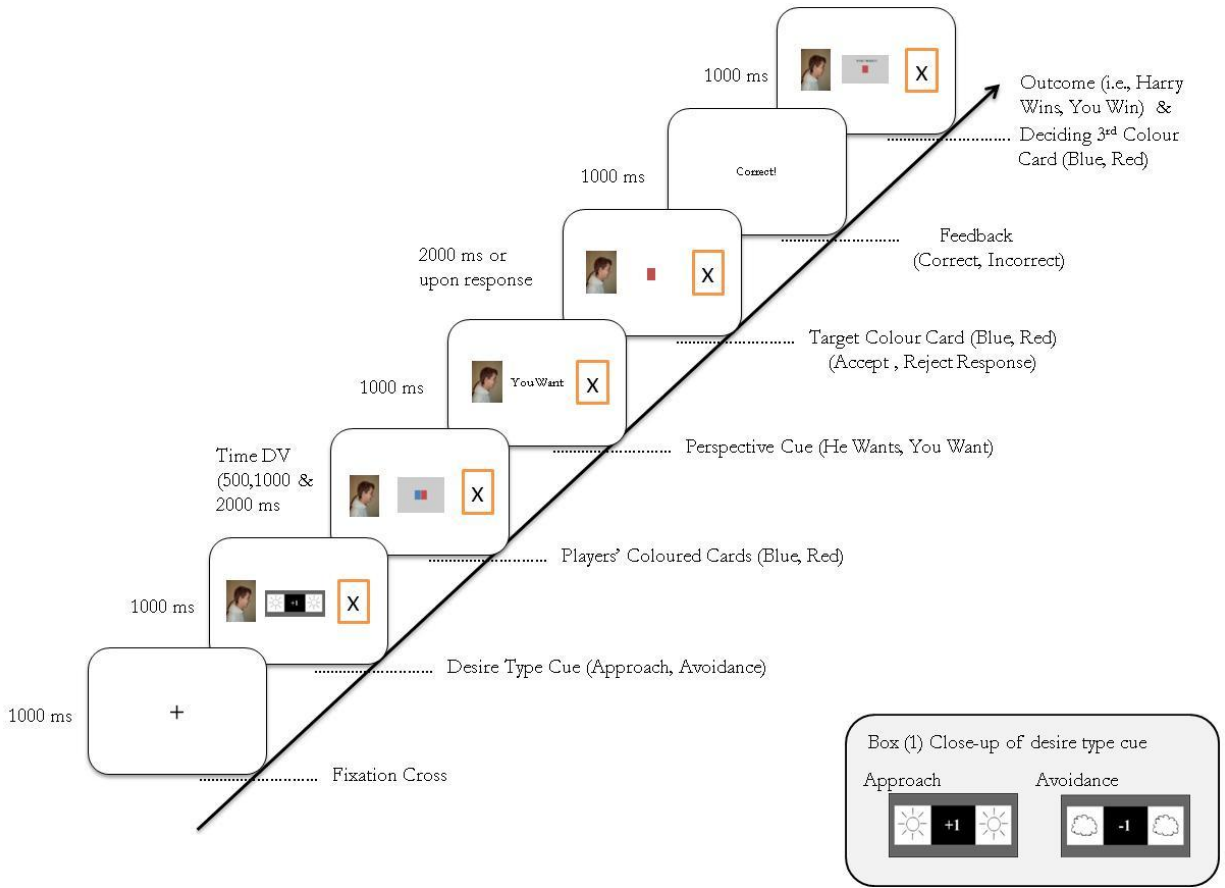 1000 ms
X
Outcome (i.e., Harry
Wins, You Win) &
Deciding 3rd Colour
Card (Blue, Red)
1000 ms
Correct!
Feedback
(Correct, Incorrect)
2000 ms or
upon response
X
Target Colour Card (Blue, Red)
(Accept , Reject Response)
1000 ms
You Want
X
Perspective Cue (He Wants, You Want)
Time DV
(500,1000 &
2000 ms
X
Players' Coloured Cards (Blue, Red)
1000 ms
+1
X
Desire Type Cue (Approach, Avoidance)
1000 ms
+
Fixation Cross
Box (1) Close-up of desire type cue
Approach
Avoidance
+1
-1